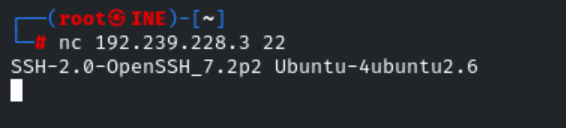 ┌──(root㉿INE)-[~]
└─# nc 192.239.228.3 22
SSH-2.0-OpenSSH_7.2p2 Ubuntu-4ubuntu2.6